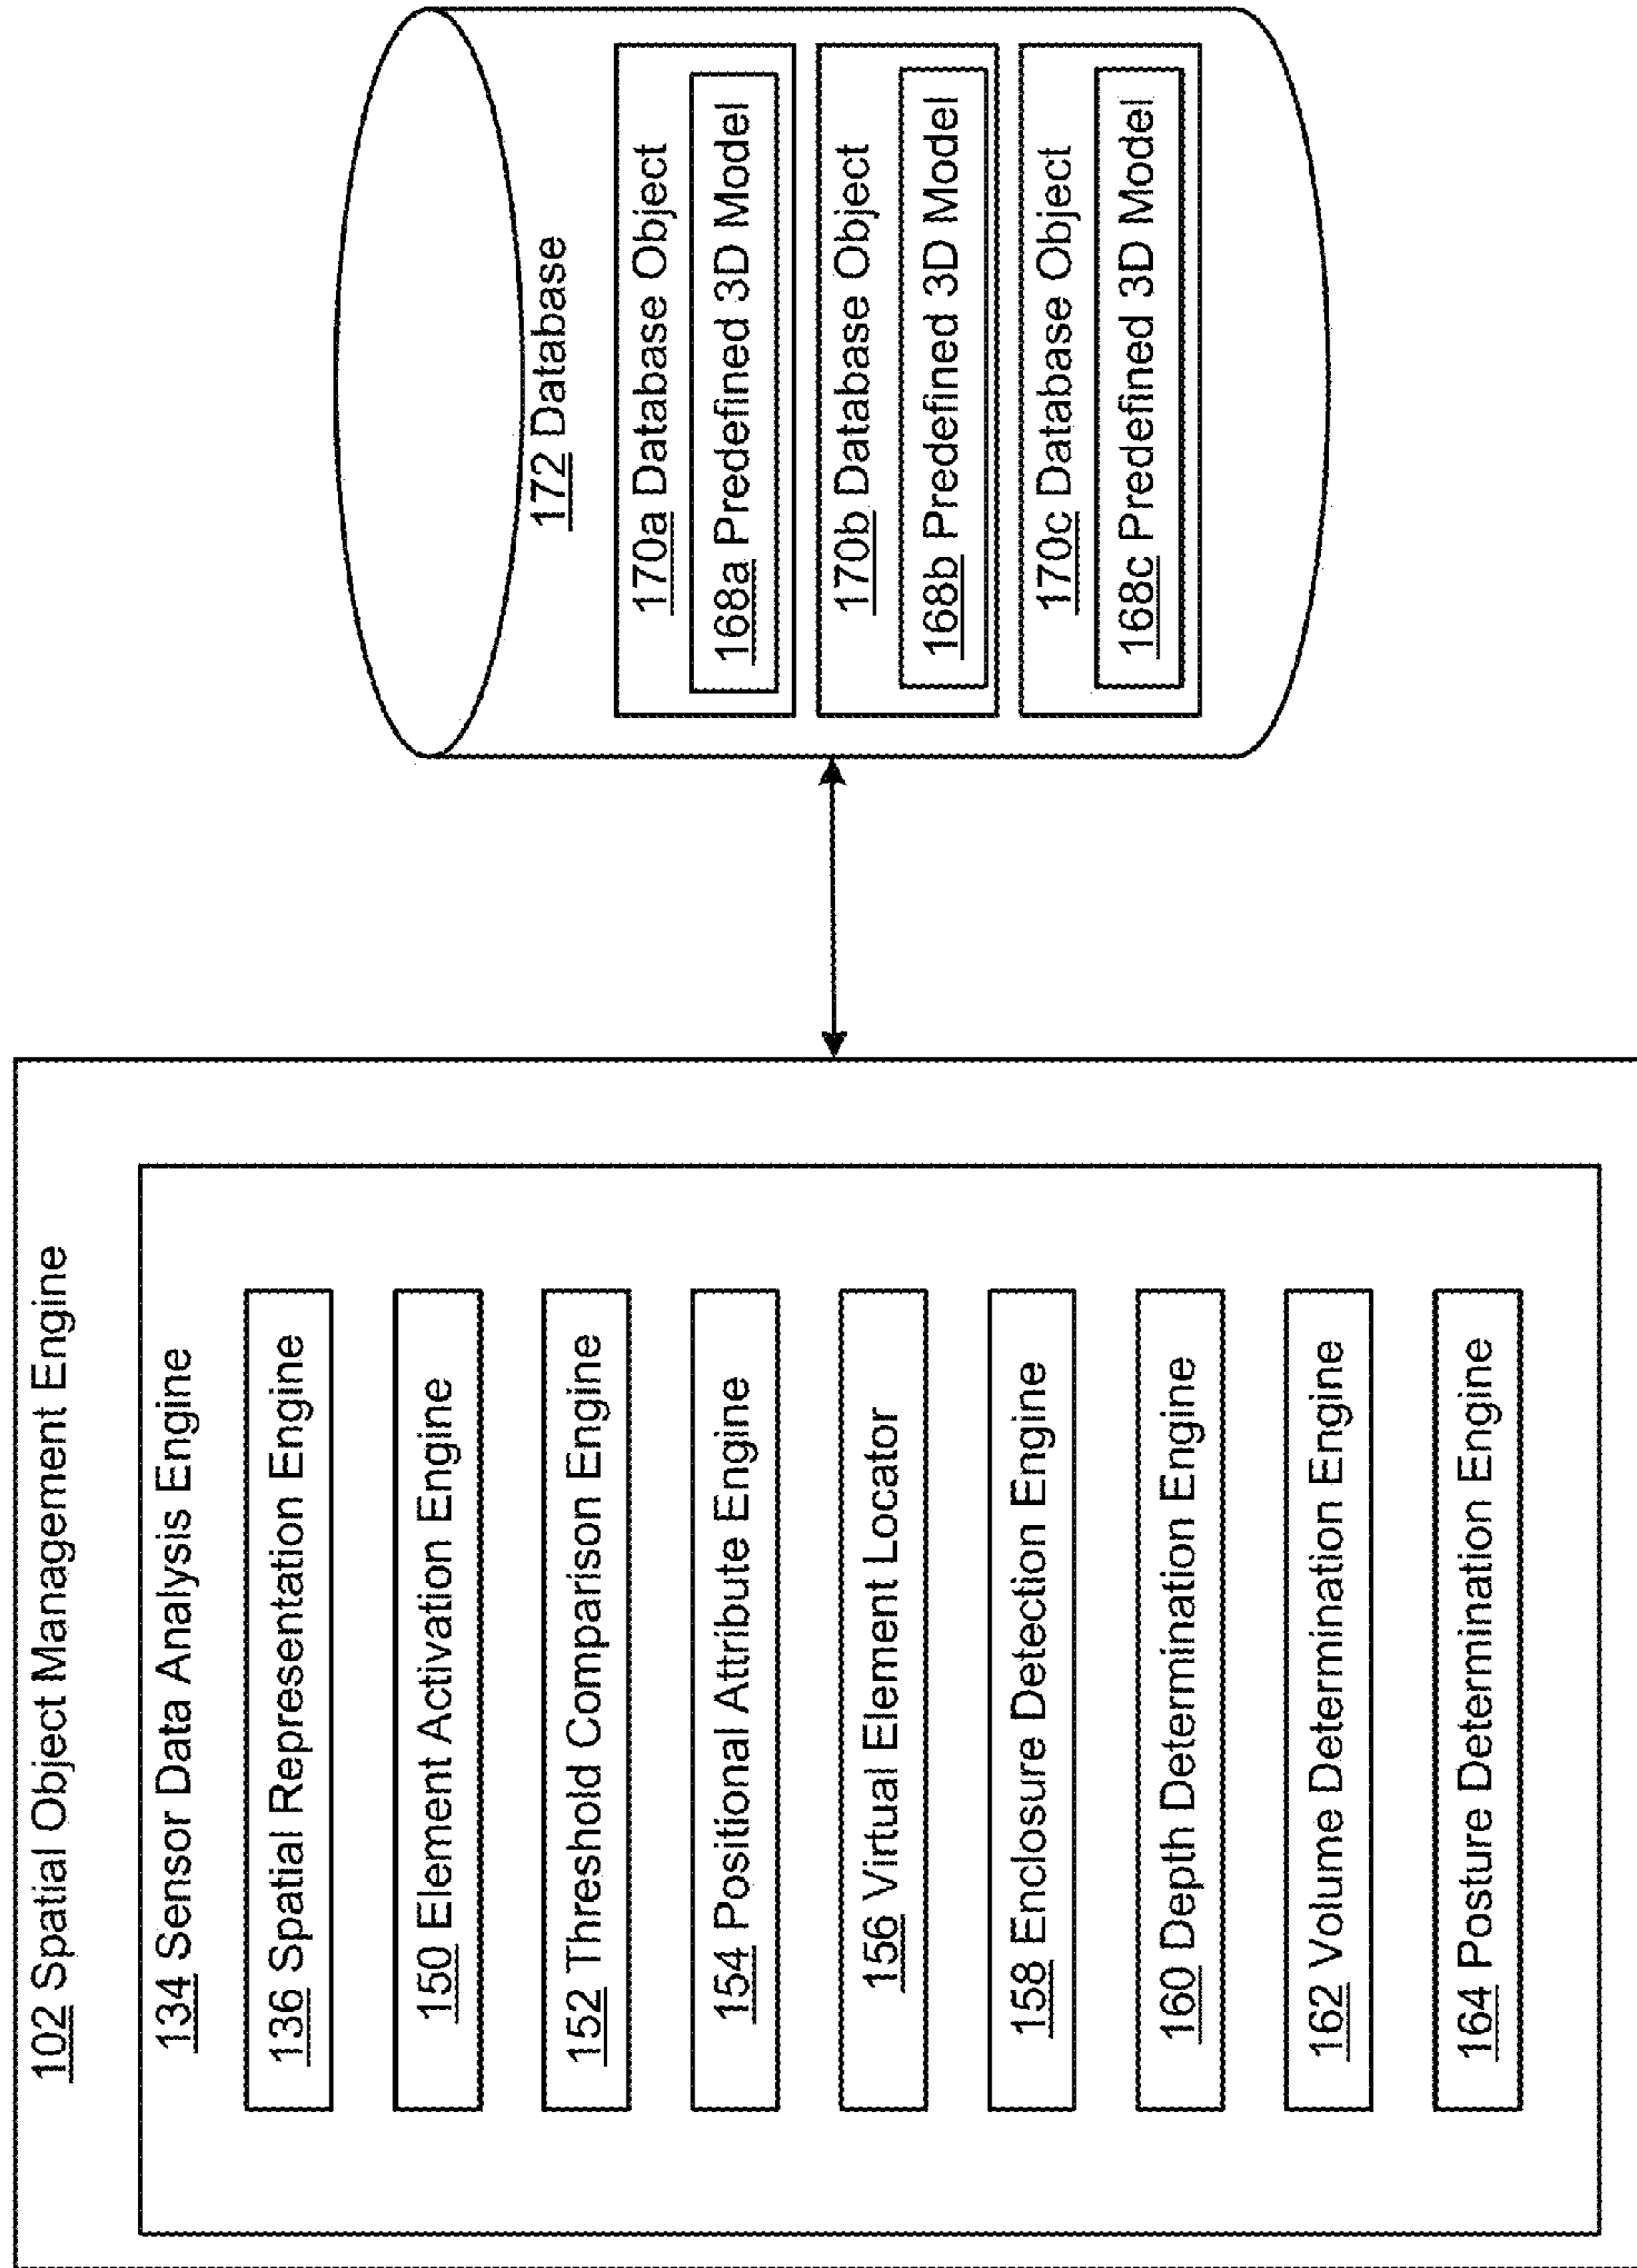 102 Spatial Object Management Engine
134 Sensor Data Analysis Engine
136 Spatial Representation Engine
150 Element Activation Engine
152 Threshold Comparison Engine
154 Positional Attribute Engine
156 Virtual Element Locator
158 Enclosure Detection Engine
160 Depth Determination Engine
162 Volume Determination Engine
164 Posture Determination Engine
172 Database
170a Database Object
168a Predefined 3D Model
170b Database Object
168b Predefined 3D Model
170c Database Object
168c Predefined 3D Model